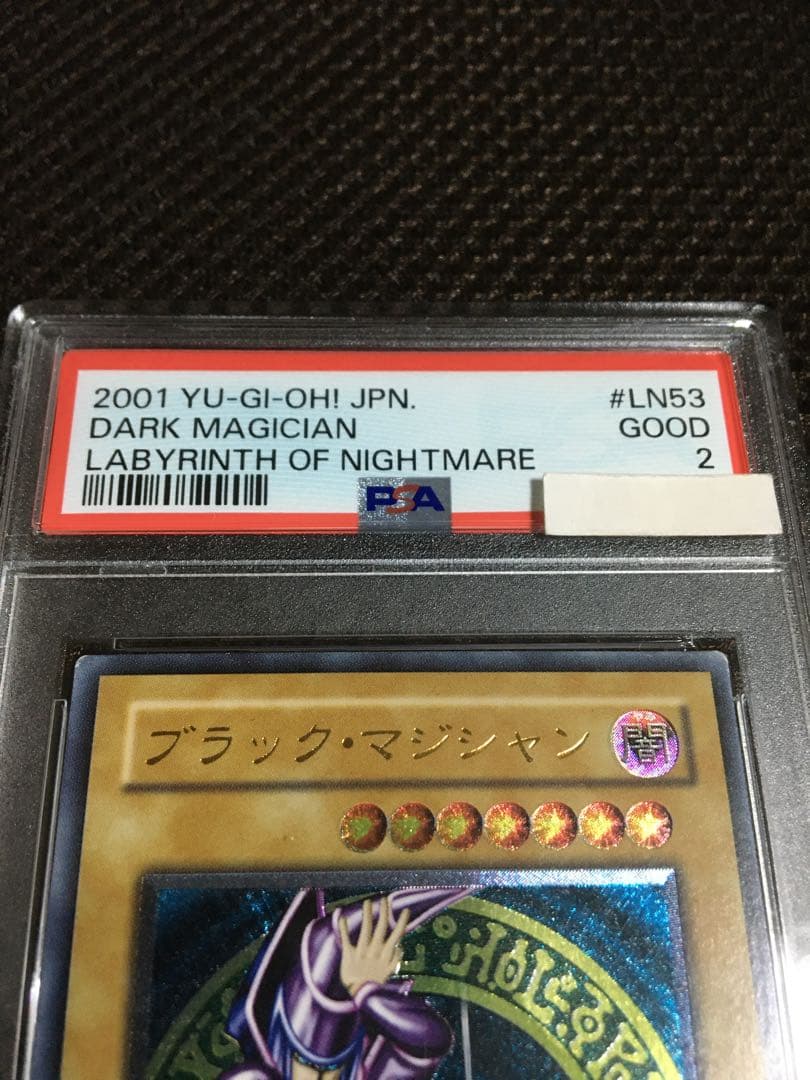 2001 YU-GI-OH! JPN. #LN53
DARK MAGICIAN GOOD
LABYRINTH OF NIGHTMARE 2
PSA
ブラック・マジシャン 闇